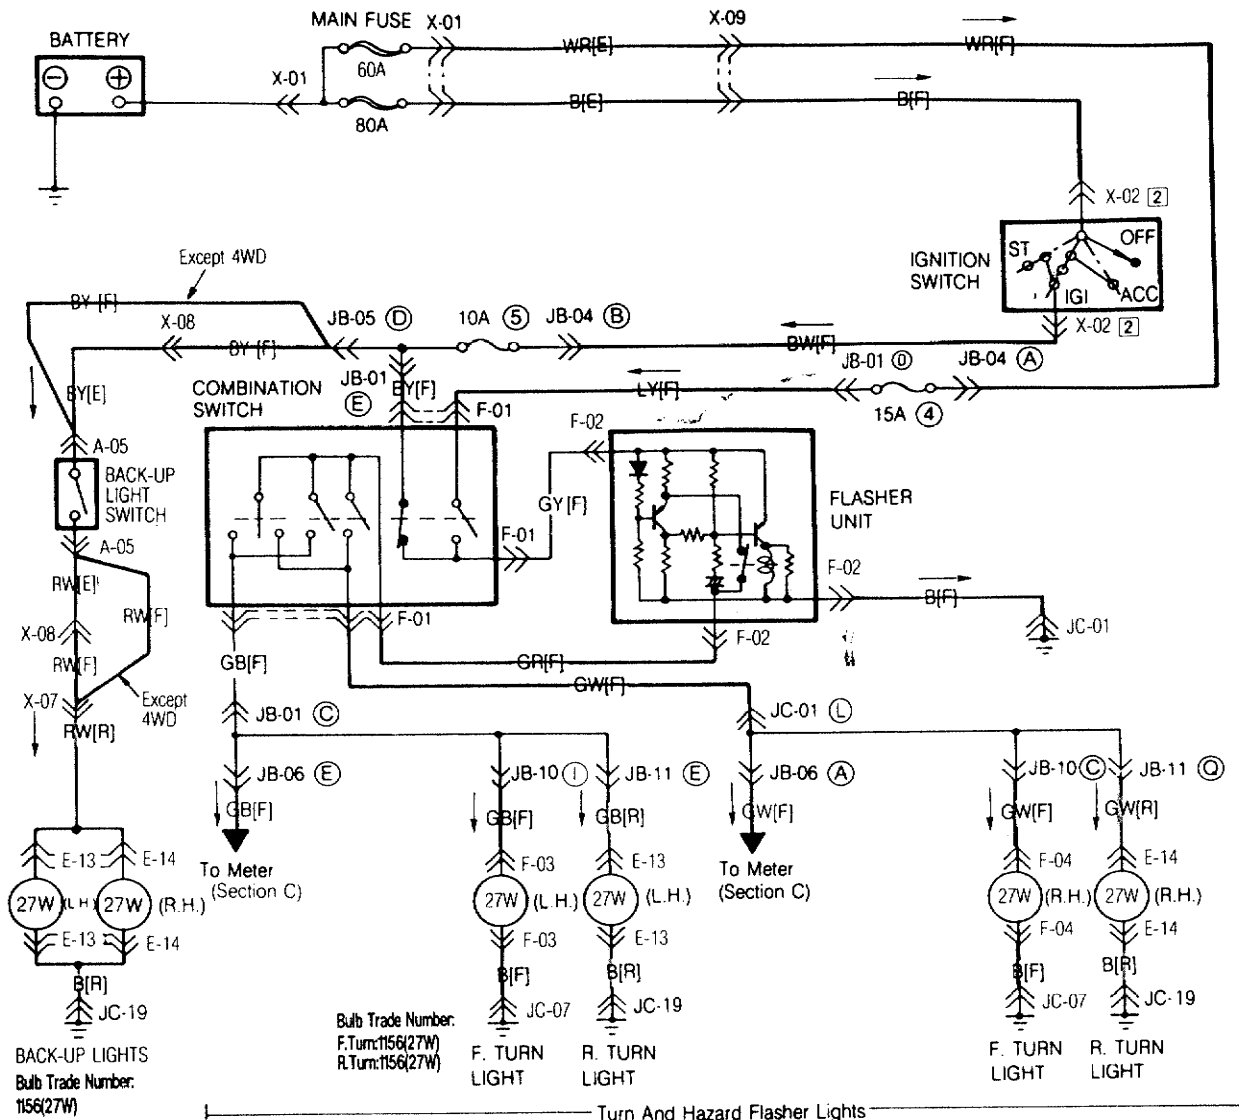 MAIN FUSE X-01 X-09
BATTERY
60A WR[E] WR[F]
X-01
80A B[E] B[F]
X-02 2
IGNITION
SWITCH
ST OFF
IGI ACC
X-02 2
Except 4WD
BY [F]
X-08
JB-05 D 10A 5 JB-04 B
BY [F] BW[F]
JB-01 D JB-04 A
JB-01
E
BY[F] LY[F]
15A 4
COMBINATION
SWITCH
F-01
F-02
BY[E]
A-05
BACK-UP
LIGHT
SWITCH
A-05
GY [F]
FLASHER
UNIT
F-01
F-02
RW[E]
RW[F]
X-08
RW[F]
F-01
F-02
B[F]
JC-01
GB[F]
GR[F]
GW[F]
X-07
Except
4WD
RW[R]
JB-01 C
JC-01 L
JB-06 E
JB-10 I
JB-11 E
JB-06 A
JB-10 C
JB-11 Q
GB[F] GB[F] GB[R] GW[F] GW[F] GW[R]
To Meter
(Section C)
To Meter
(Section C)
E-13 E-14 F-03 E-13 F-04 E-14
27W (L.H.) 27W (R.H.) 27W (L.H.) 27W (L.H.) 27W (R.H.) 27W (R.H.)
E-13 E-14 F-03 E-13 F-04 E-14
B[R] B[F] B[R] B[F] B[R]
JC-19 JC-07 JC-19 JC-07 JC-19
BACK-UP LIGHTS
Bulb Trade Number:
1156(27W)
Bulb Trade Number:
F.Turn:1156(27W)
R.Turn:1156(27W)
F. TURN
LIGHT
R. TURN
LIGHT
F. TURN
LIGHT
R. TURN
LIGHT
Turn And Hazard Flasher Lights